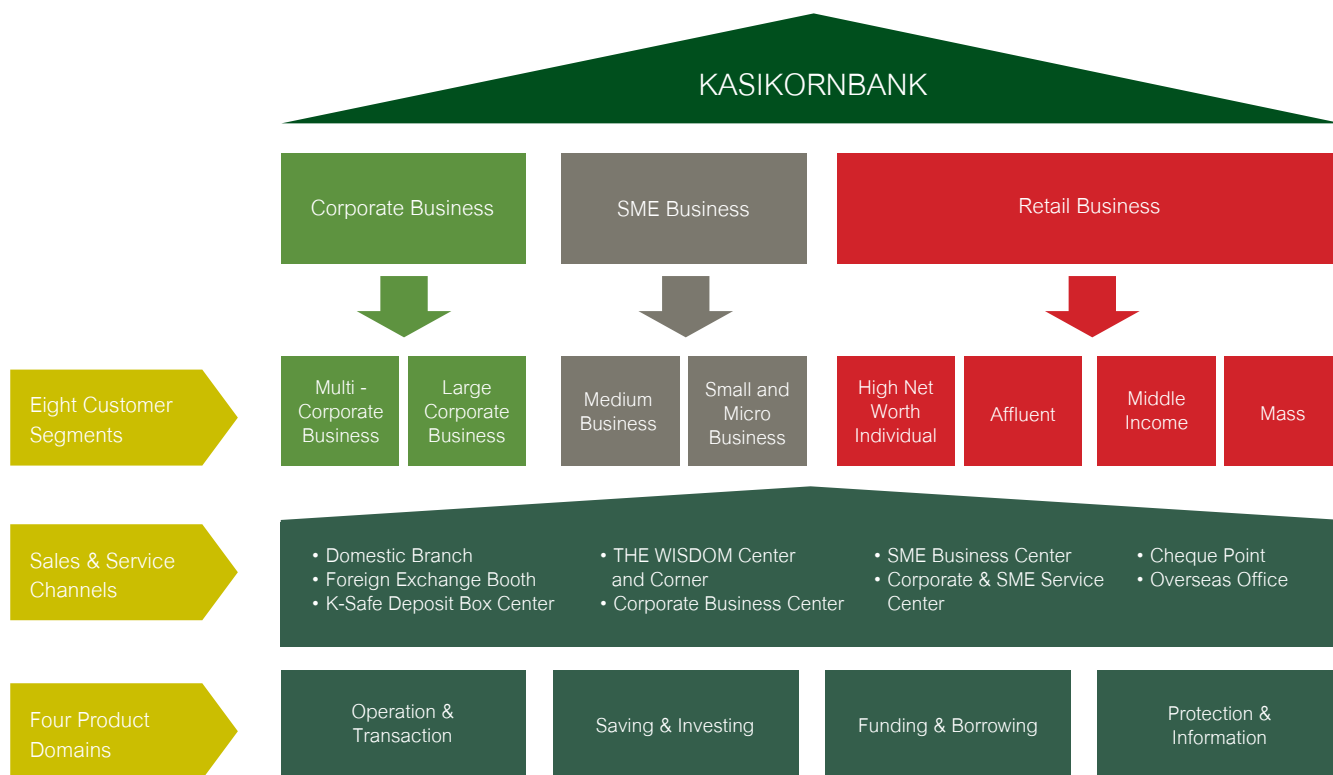 KASIKORNBANK
Corporate Business
SME Business
Retail Business
Eight Customer
Segments
Multi -
Corporate
Business
Large
Corporate
Business
Medium
Business
Small and
Micro
Business
High Net
Worth
Individual
Affluent
Middle
Income
Mass
Sales & Service
Channels
• Domestic Branch
• Foreign Exchange Booth
• K-Safe Deposit Box Center
• THE WISDOM Center
and Corner
• Corporate Business Center
• SME Business Center
• Corporate & SME Service
Center
• Cheque Point
• Overseas Office
Four Product
Domains
Operation &
Transaction
Saving & Investing
Funding & Borrowing
Protection &
Information